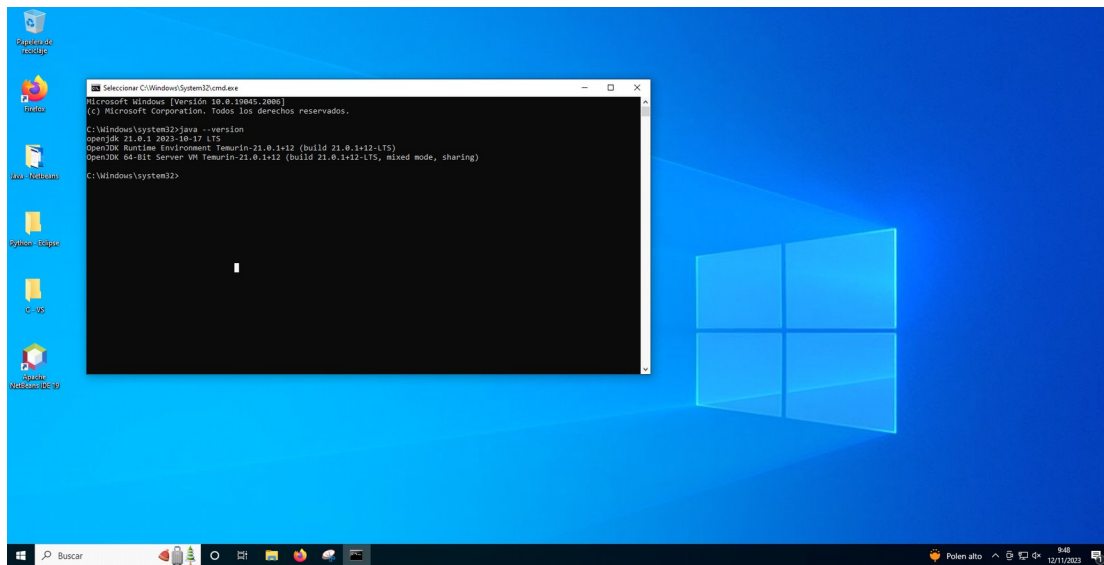 Papelera de
reciclaje
Firefox
Java - Netbeans
Python - Eclipse
C - VS
Apache
NetBeans IDE 19
Seleccionar C:\Windows\System32\cmd.exe
Microsoft Windows [Versión 10.0.19045.2006]
(c) Microsoft Corporation. Todos los derechos reservados.
C:\Windows\system32>java --version
openjdk 21.0.1 2023-10-17 LTS
OpenJDK Runtime Environment Temurin-21.0.1+12 (build 21.0.1+12-LTS)
OpenJDK 64-Bit Server VM Temurin-21.0.1+12 (build 21.0.1+12-LTS, mixed mode, sharing)
C:\Windows\system32>
Buscar
Polen alto
9:48
12/11/2023